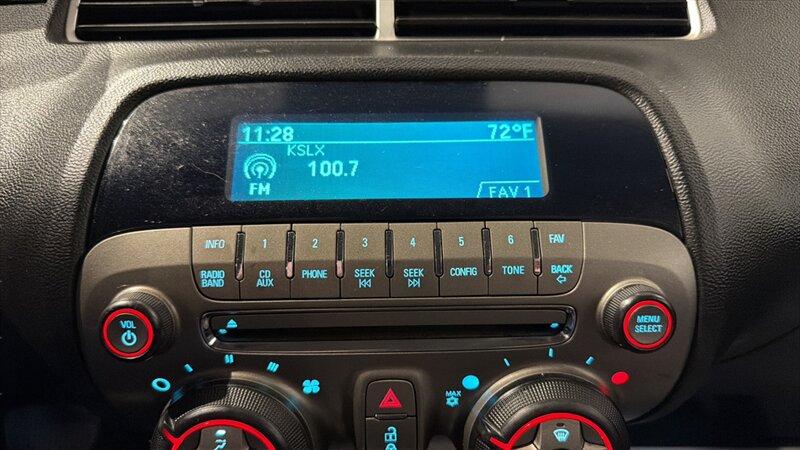 11:28 72°F
KSLX
100.7
FM FAV 1
INFO 1 2 3 4 5 6 FAV
RADIO BAND CD AUX PHONE SEEK SEEK CONFIG TONE BACK
VOL
MENU SELECT
MAX